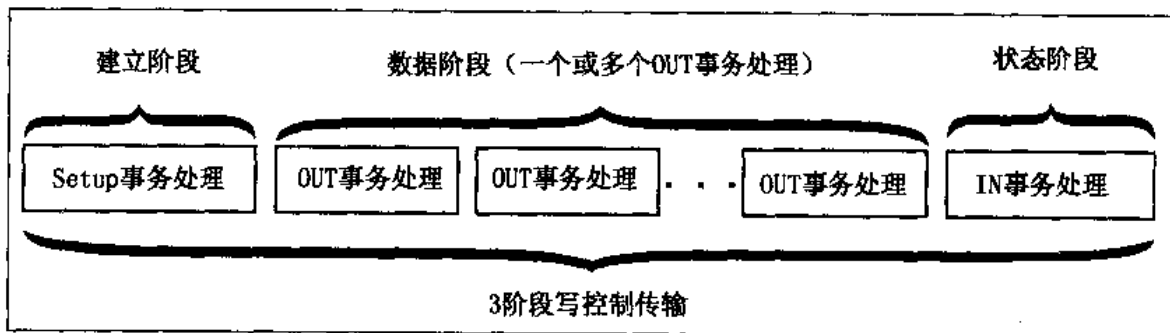 建立阶段
数据阶段（一个或多个OUT事务处理）
状态阶段
Setup事务处理
OUT事务处理
OUT事务处理
...
OUT事务处理
IN事务处理
3阶段写控制传输